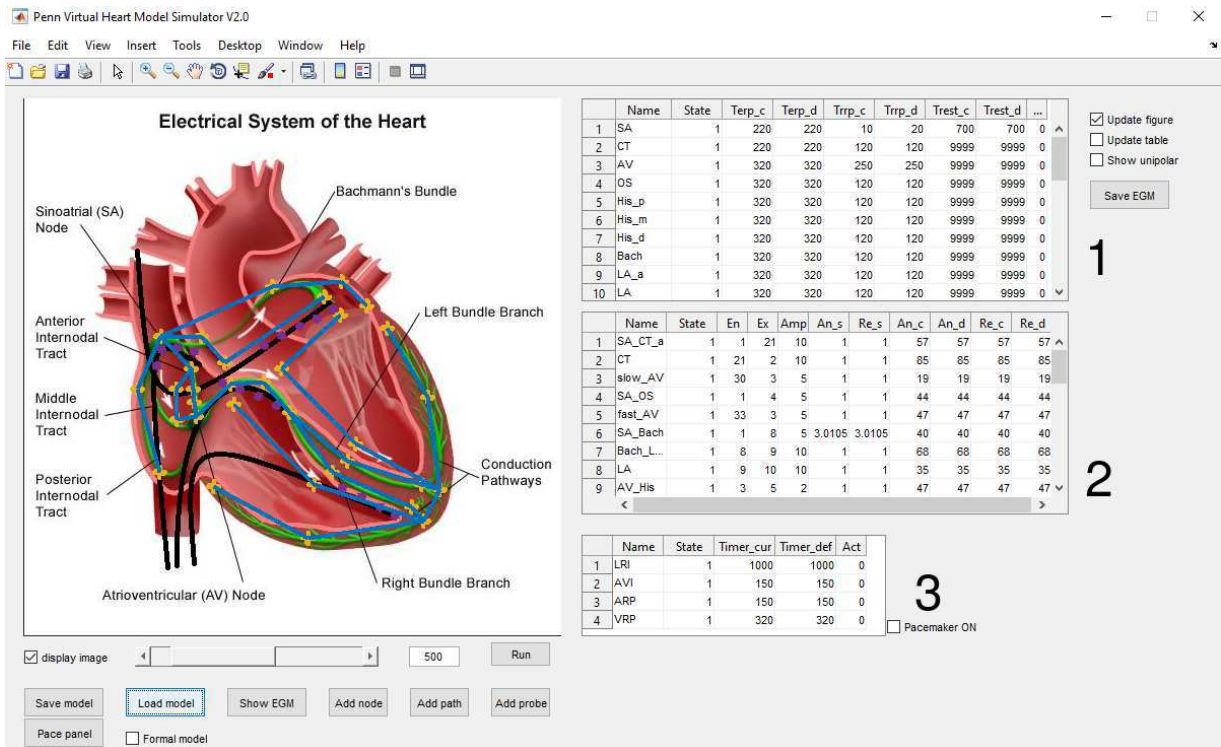 Penn Virtual Heart Model Simulator V2.0
File Edit View Insert Tools Desktop Window Help
Electrical System of the Heart
Bachmann's Bundle
Sinoatrial (SA)
Node
Left Bundle Branch
Anterior
Internodal
Tract
Middle
Internodal
Tract
Posterior
Internodal
Tract
Conduction
Pathways
Right Bundle Branch
Atrioventricular (AV) Node
display image
500
Run
Save model
Load model
Show EGM
Add node
Add path
Add probe
Pace panel
Formal model
Name State Terp_c Terp_d Trrp_c Trrp_d Trest_c Trest_d ...
1 SA 1 220 220 10 20 700 700 0
2 CT 1 220 220 120 120 9999 9999 0
3 AV 1 320 320 250 250 9999 9999 0
4 OS 1 320 320 120 120 9999 9999 0
5 His_p 1 320 320 120 120 9999 9999 0
6 His_m 1 320 320 120 120 9999 9999 0
7 His_d 1 320 320 120 120 9999 9999 0
8 Bach 1 320 320 120 120 9999 9999 0
9 LA_a 1 320 320 120 120 9999 9999 0
10 LA 1 320 320 120 120 9999 9999 0
Update figure
Update table
Show unipolar
Save EGM
1
Name State En Ex Amp An_s Re_s An_c An_d Re_c Re_d
1 SA_CT_a 1 1 21 10 1 1 57 57 57 57
2 CT 1 21 2 10 1 1 85 85 85 85
3 slow_AV 1 30 3 5 1 1 19 19 19 19
4 SA_OS 1 1 4 5 1 1 44 44 44 44
5 fast_AV 1 33 3 5 1 1 47 47 47 47
6 SA_Bach 1 1 8 5 3.0105 3.0105 40 40 40 40
7 Bach_L... 1 8 9 10 1 1 68 68 68 68
8 LA 1 9 10 10 1 1 35 35 35 35
9 AV_His 1 3 5 2 1 1 47 47 47 47
2
Name State Timer_cur Timer_def Act
1 LRI 1 1000 1000 0
2 AVI 1 150 150 0
3 ARP 1 150 150 0
4 VRP 1 320 320 0
3
Pacemaker ON